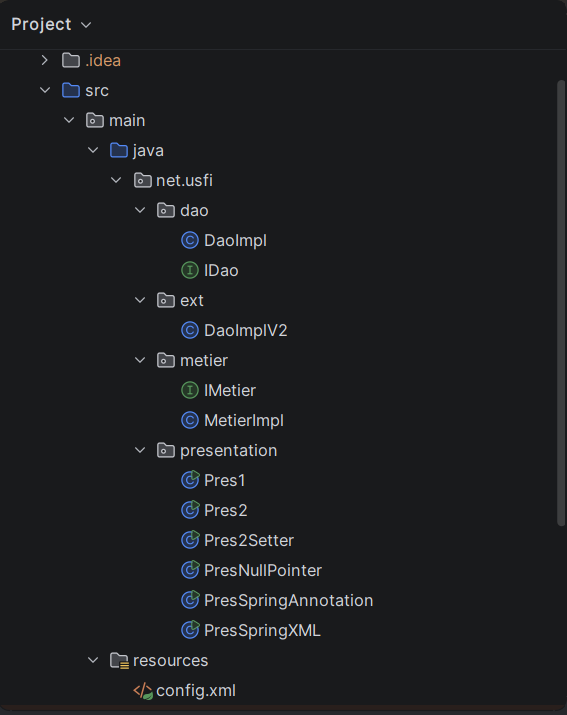 Project
.idea
src
main
java
net.usfi
dao
DaoImpl
IDao
ext
DaoImplV2
metier
IMetier
MetierImpl
presentation
Pres1
Pres2
Pres2Setter
PresNullPointer
PresSpringAnnotation
PresSpringXML
resources
config.xml